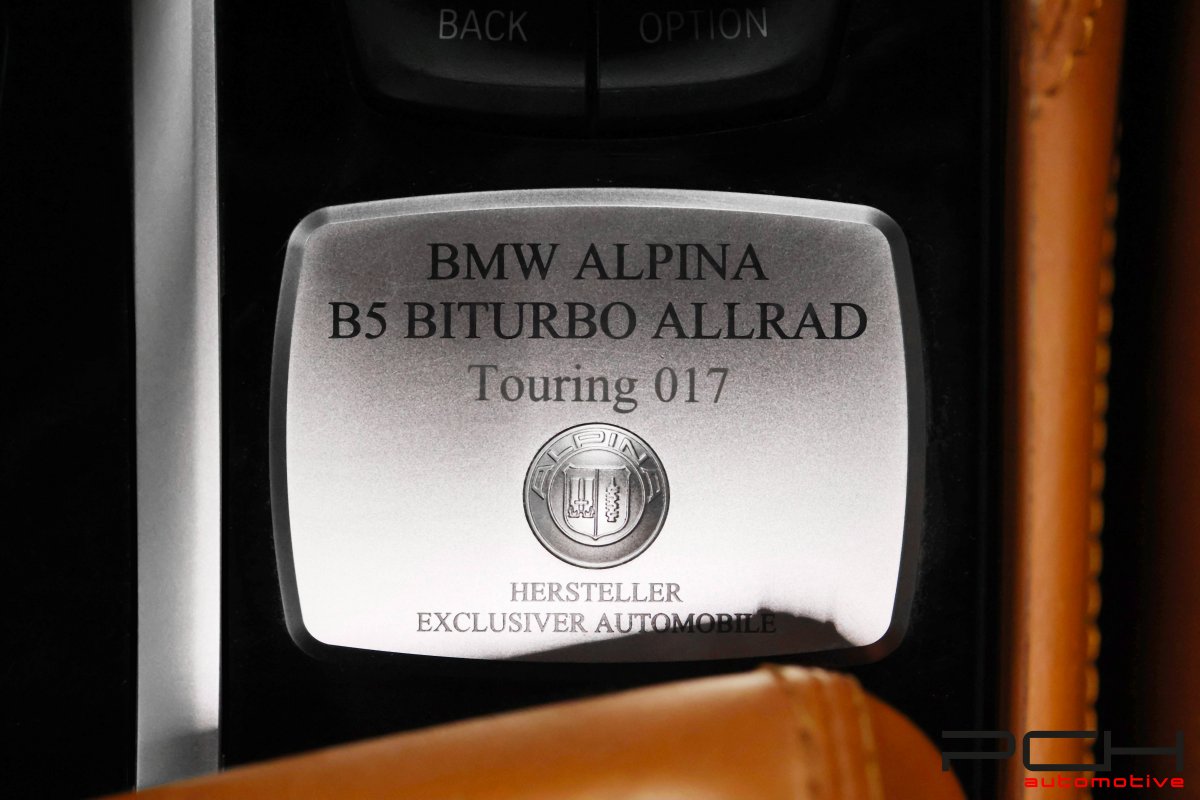 BACK OPTION
BMW ALPINA
B5 BITURBO ALLRAD
Touring 017
ALPINA
HERSTELLER
EXCLUSIVER AUTOMOBILE
PCH
automotive